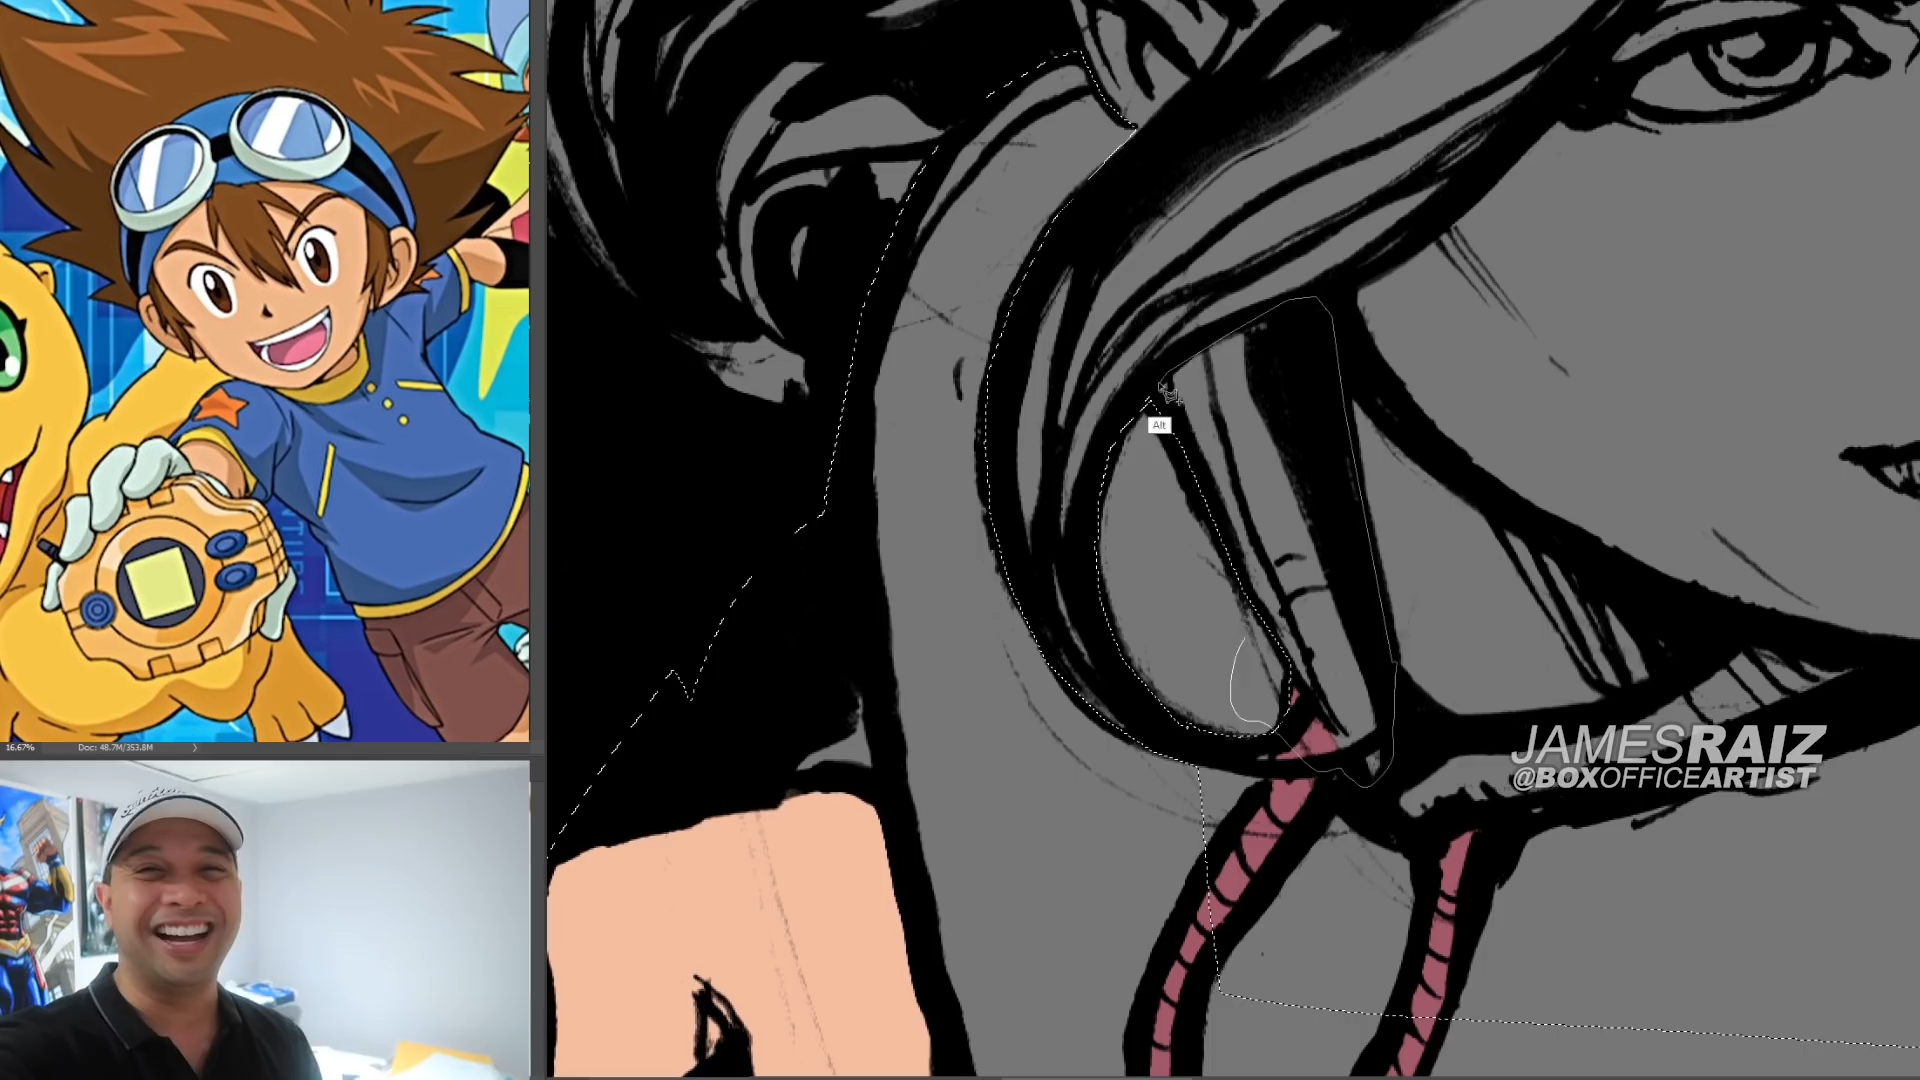 Alt
16.67%
Doc: 48.7M/353.8M
JAMESRAIZ
@BOXOFFICEARTIST